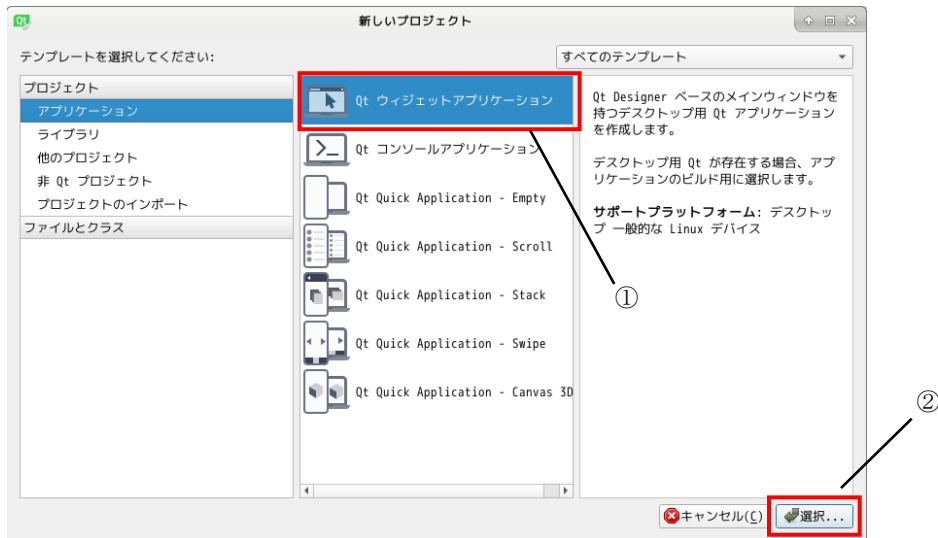 Qt
新しいプロジェクト
テンプレートを選択してください:
すべてのテンプレート
プロジェクト
アプリケーション
ライブラリ
他のプロジェクト
非 Qt プロジェクト
プロジェクトのインポート
ファイルとクラス
Qt ウィジェットアプリケーション
Qt コンソールアプリケーション
Qt Quick Application - Empty
Qt Quick Application - Scroll
Qt Quick Application - Stack
Qt Quick Application - Swipe
Qt Quick Application - Canvas 3D
Qt Designer ベースのメインウィンドウを
持つデスクトップ用 Qt アプリケーション
を作成します。
デスクトップ用 Qt が存在する場合、アプ
リケーションのビルド用に選択します。
サポートプラットフォーム: デスクトッ
プ 一般的な Linux デバイス
①
②
キャンセル(C)
選択...